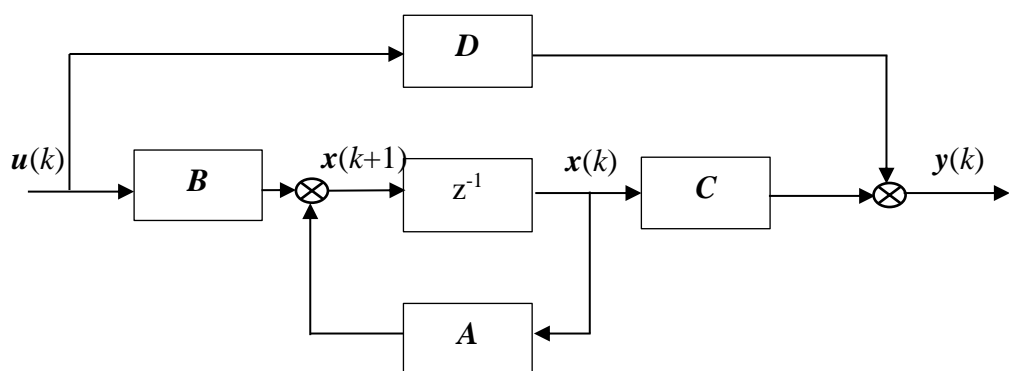 D
u(k)
B
x(k+1)
z⁻¹
x(k)
C
y(k)
A